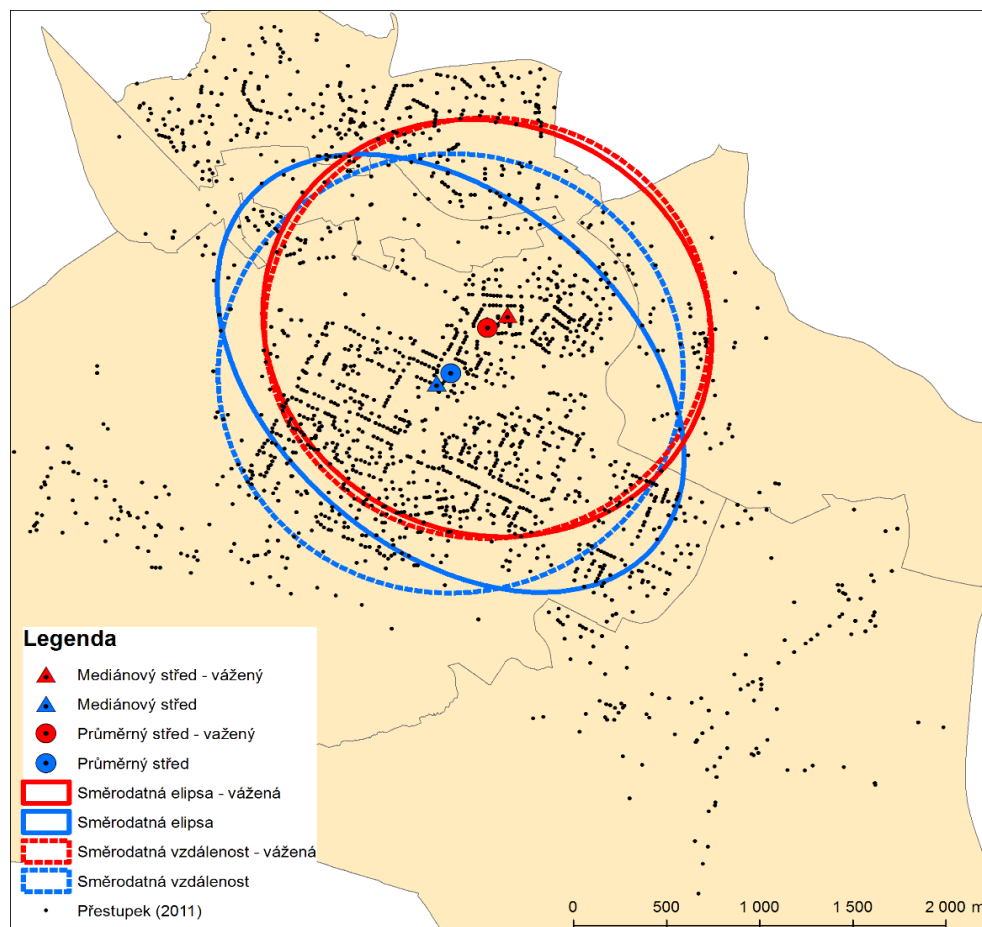 Legenda
Mediánový střed - vážený
Mediánový střed
Průměrný střed - važený
Průměrný střed
Směrodatná elipsa - vážená
Směrodatná elipsa
Směrodatná vzdálenost - vážená
Směrodatná vzdálenost
Přestupek (2011)
0 500 1 000 1 500 2 000 m